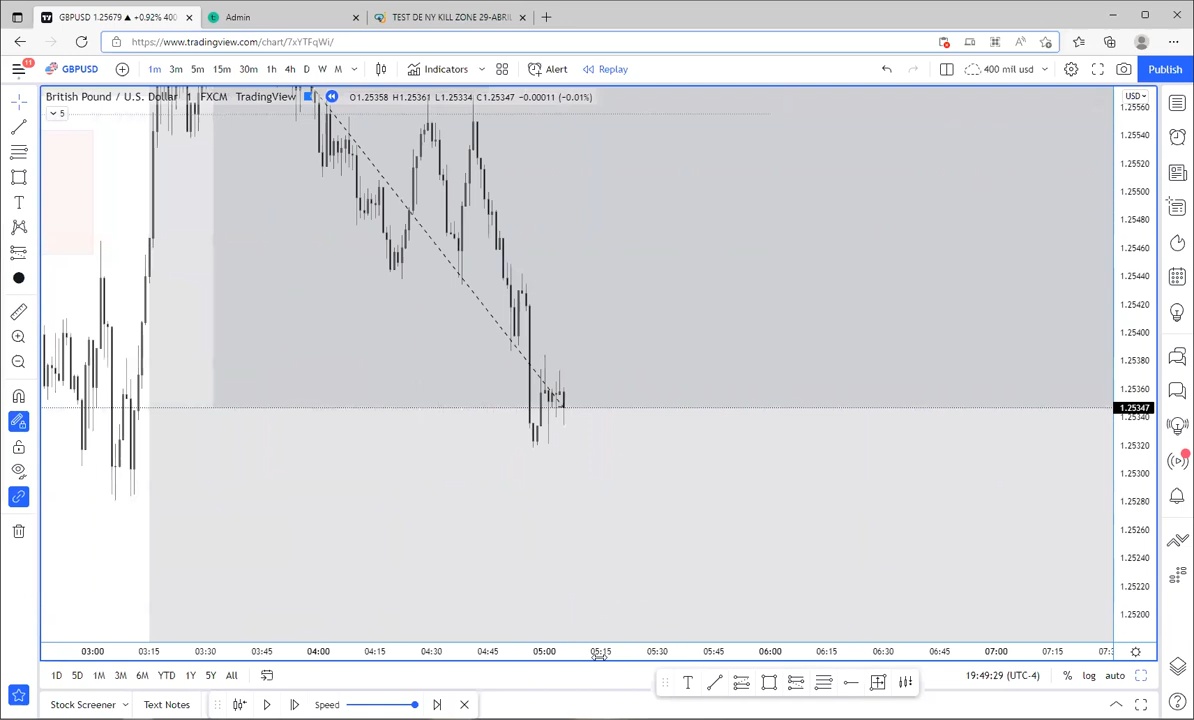 GBPUSD 1.25679 ▲ +0.92% 400
Admin
TEST DE NY KILL ZONE 29-ABRIL
https://www.tradingview.com/chart/7xYTFqWi/
11
GBPUSD 1m 3m 5m 15m 30m 1h 4h D W M Indicators Alert Replay 400 mil usd Publish
British Pound / U.S. Dollar 1 FXCM TradingView O1.25358 H1.25361 L1.25334 C1.25347 −0.00011 (−0.01%)
USD
5
1.25560
1.25540
1.25520
1.25500
1.25480
1.25460
1.25440
1.25420
1.25400
1.25380
1.25360
1.25347
1.25340
1.25320
1.25300
1.25280
1.25260
1.25240
1.25220
1.25200
03:00 03:15 03:30 03:45 04:00 04:15 04:30 04:45 05:00 05:15 05:30 05:45 06:00 06:15 06:30 06:45 07:00 07:15
1D 5D 1M 3M 6M YTD 1Y 5Y All 19:49:29 (UTC-4) % log auto
Stock Screener Text Notes Speed